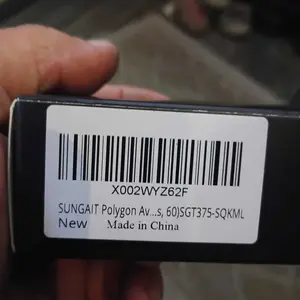 X002WYZ62F
SUNGAIT Polygon Av...s, 60)SGT375-SQKML
New Made in China